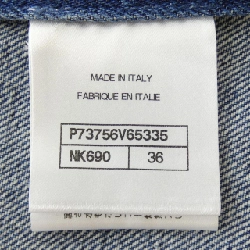 MADE IN ITALY
FABRIQUE EN ITALIE
P73756V65335
NK690 36